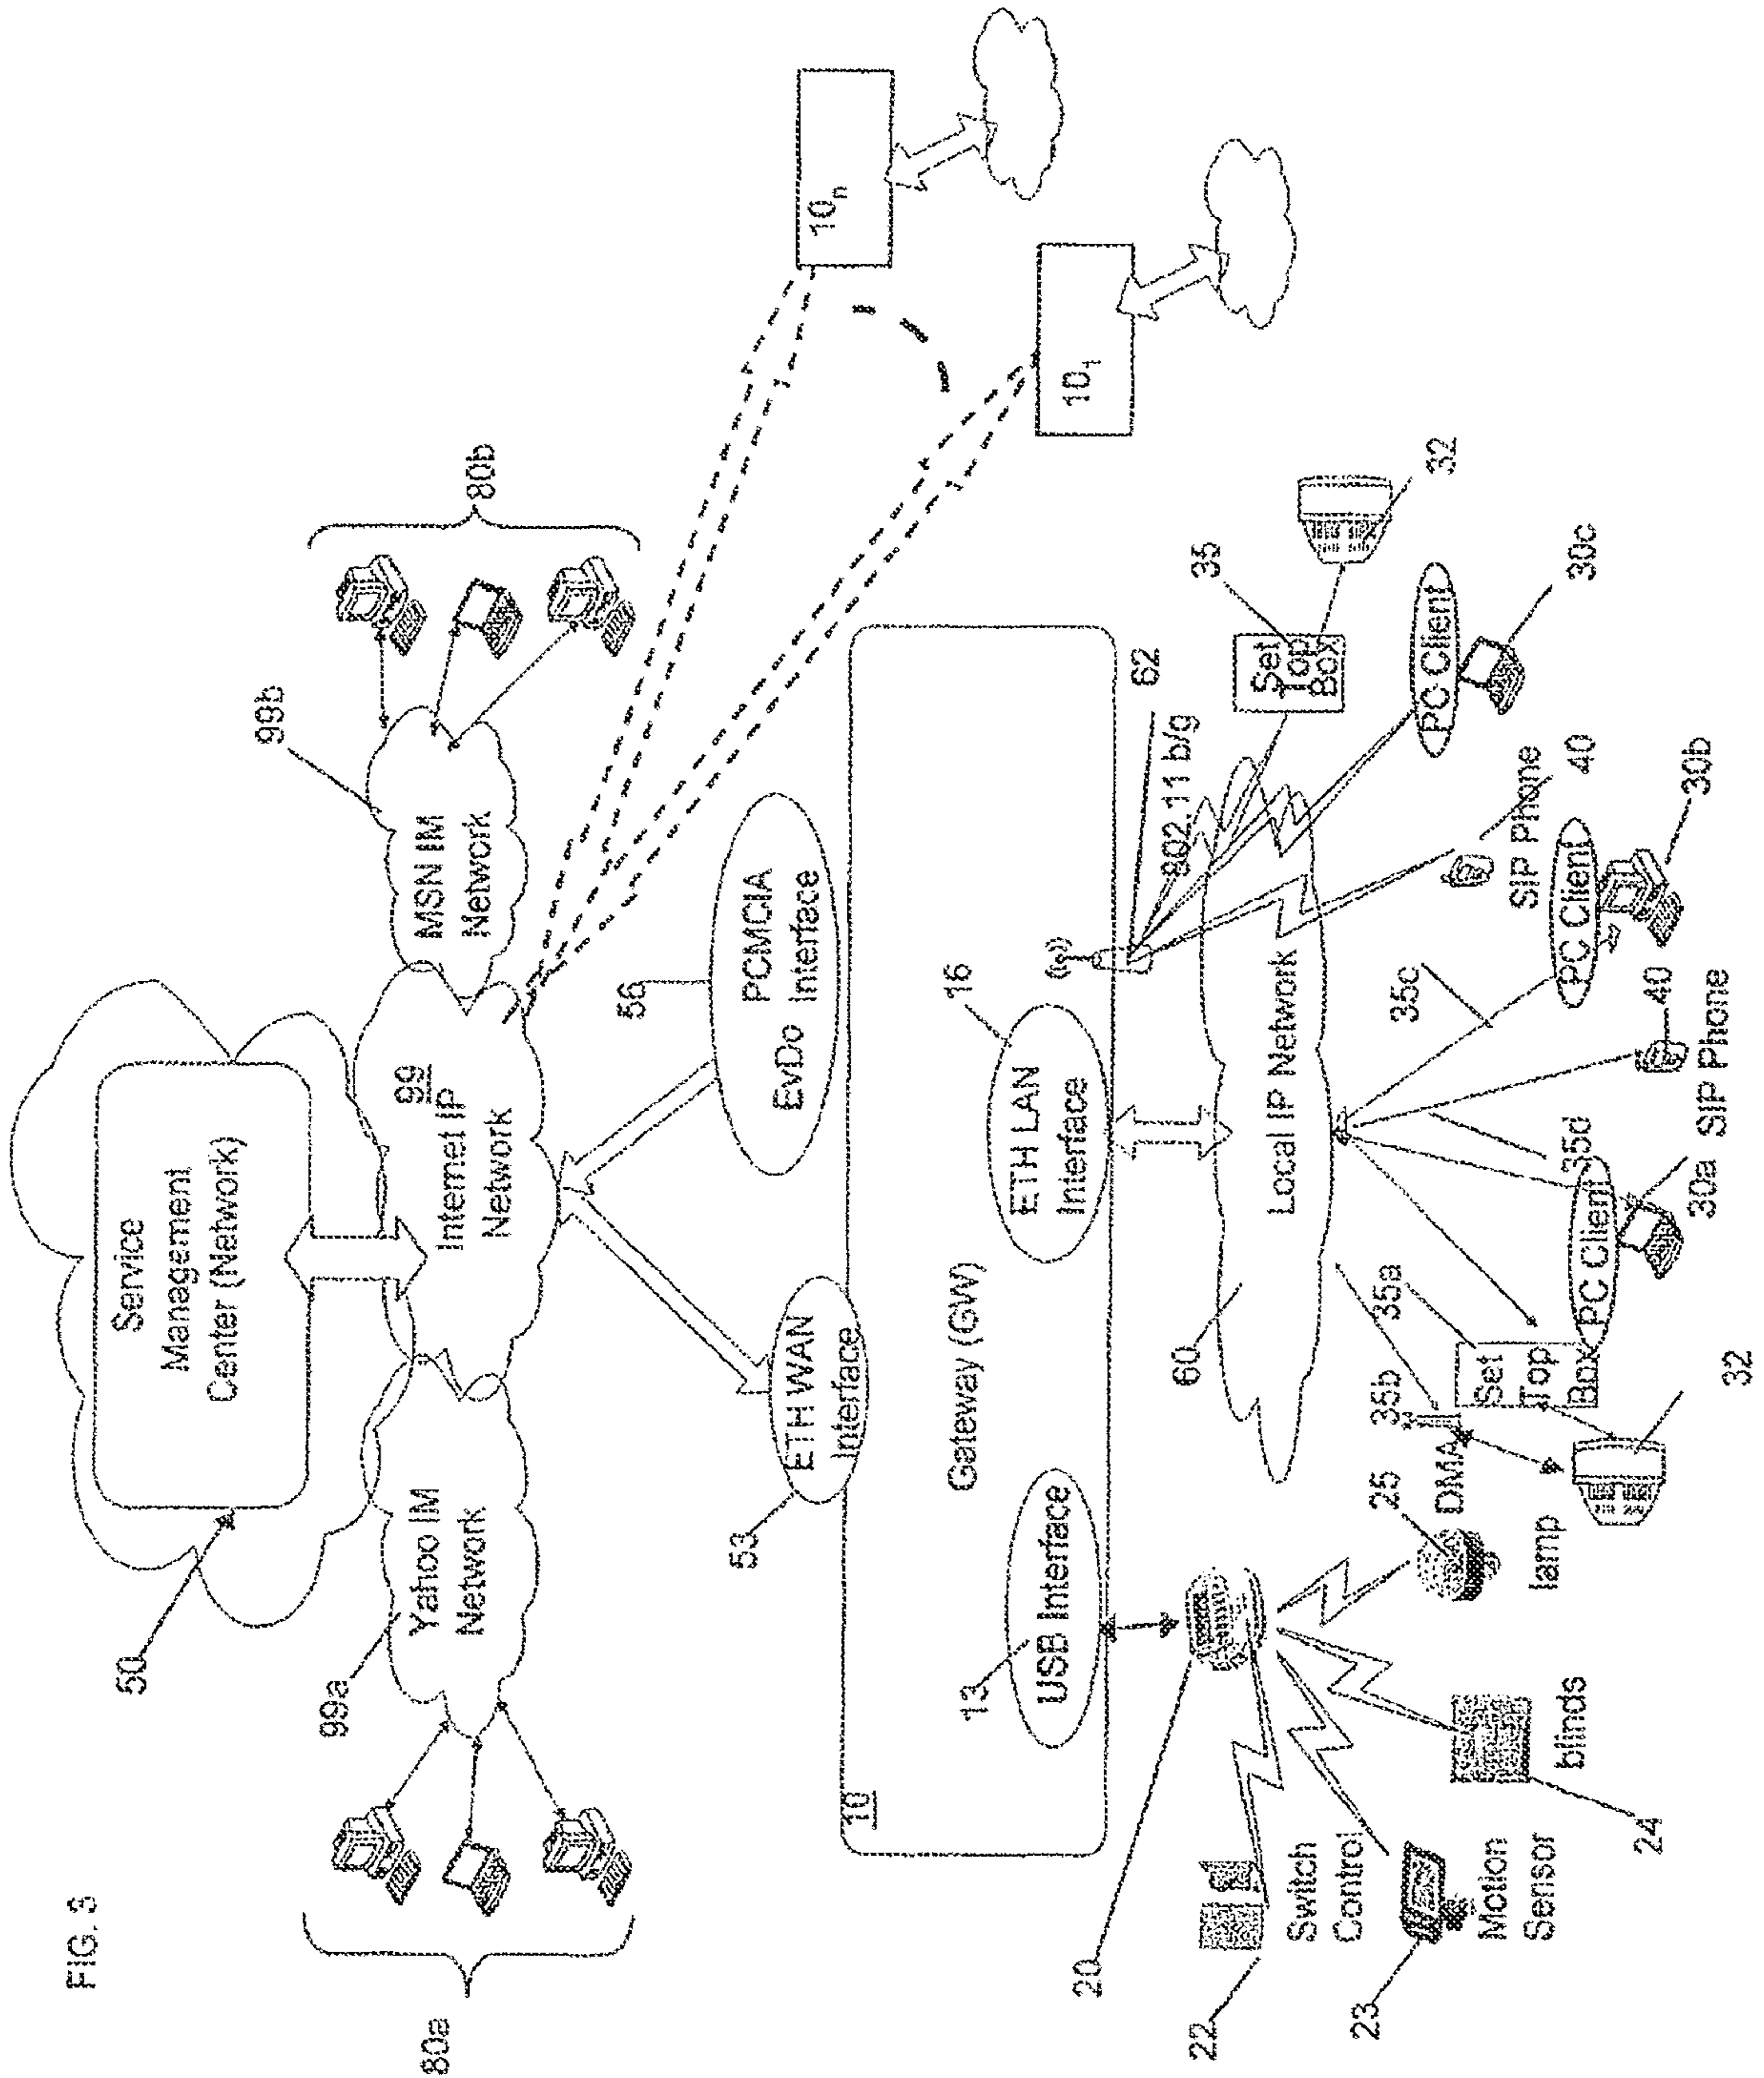 FIG. 3
50
Service
Management
Center (Network)
99a
Yahoo IM
Network
99
Internet IP
Network
MSN IM
Network
99b
80a
80b
53
ETH WAN
Interface
56
PCMCIA
EvDo Interface
10n
101
10
Gateway (GW)
13
USB Interface
16
ETH LAN
Interface
62
802.11 b/g
60
Local IP Network
20
22
Switch
Control
23
Motion
Sensor
24
blinds
25
lamp
DMA
35b
35a
Set
Top
Box
32
PC Client
30a
35d
SIP Phone
40
35c
PC Client
30b
SIP Phone
40
PC Client
30c
35
Set
Top
Box
32